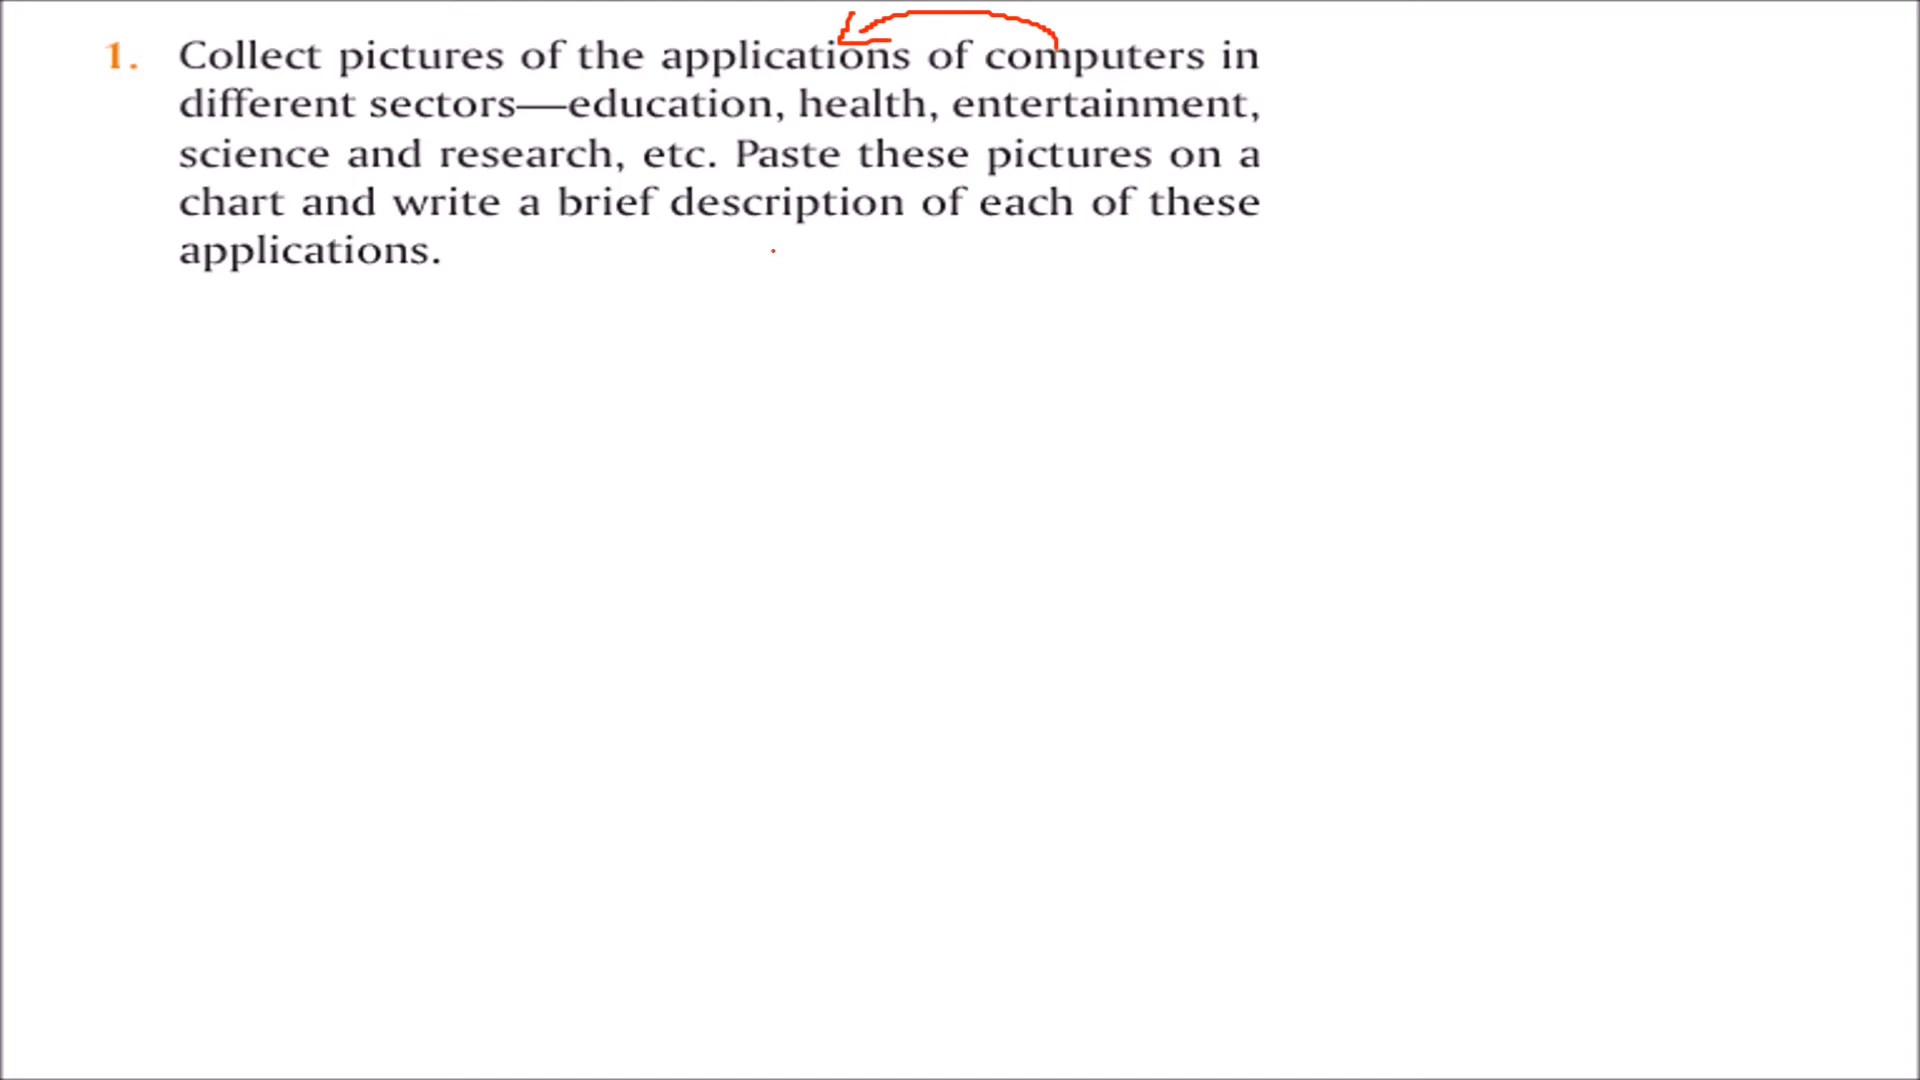 1. Collect pictures of the applications of computers in
different sectors—education, health, entertainment,
science and research, etc. Paste these pictures on a
chart and write a brief description of each of these
applications.